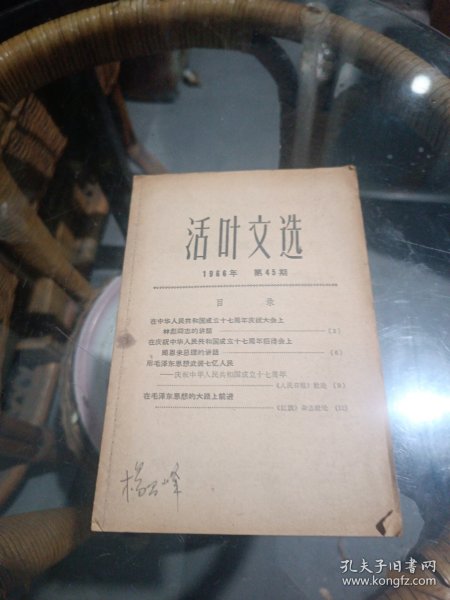 活叶文选
1966年 第45期
目录
在中华人民共和国成立十七周年庆祝大会上
林彪同志的讲话 (2)
在庆祝中华人民共和国成立十七周年招待会上
周恩来总理的讲话 (6)
用毛泽东思想武装七亿人民
——庆祝中华人民共和国成立十七周年
《人民日报》社论 (9)
在毛泽东思想的大路上前进
《红旗》杂志社论 (12)
杨 峰
孔夫子旧书网
www.kongfz.com